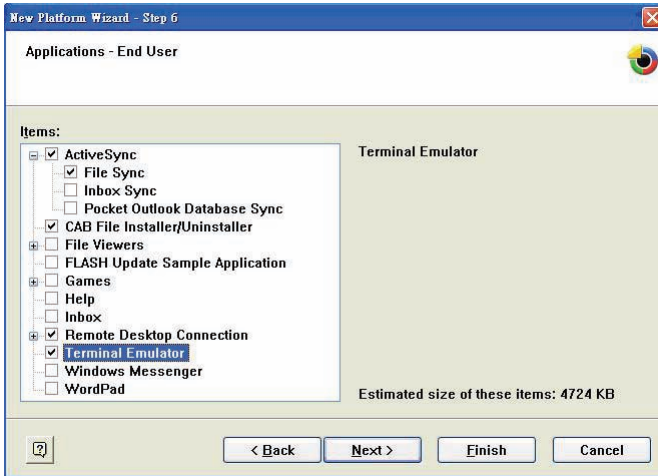 New Platform Wizard - Step 6
Applications - End User
Items:
ActiveSync
File Sync
Inbox Sync
Pocket Outlook Database Sync
CAB File Installer/Uninstaller
File Viewers
FLASH Update Sample Application
Games
Help
Inbox
Remote Desktop Connection
Terminal Emulator
Windows Messenger
WordPad
Terminal Emulator
Estimated size of these items: 4724 KB
?
< Back
Next >
Finish
Cancel